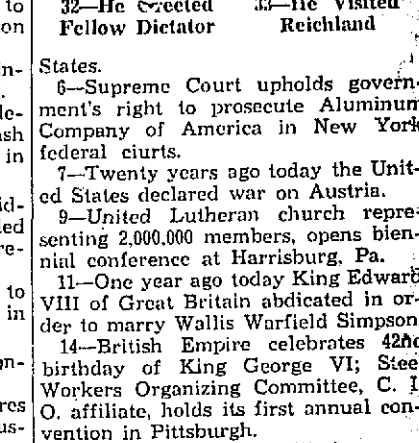 32—He
Fellow Dictator
33—He Visited
Reichland
States.
6—Supreme Court upholds govern-
ment's right to prosecute Aluminum
Company of America in New York
federal ciurts.
7—Twenty years ago today the Unit-
ed States declared war on Austria.
9—United Lutheran church repre-
senting 2,000,000 members, opens bien-
nial conference at Harrisburg, Pa.
11—One year ago today King Edward
VIII of Great Britain abdicated in or-
der to marry Wallis Warfield Simpson
14—British Empire celebrates 42nd
birthday of King George VI; Steel
Workers Organizing Committee, C. I.
O. affiliate, holds its first annual con-
vention in Pittsburgh.